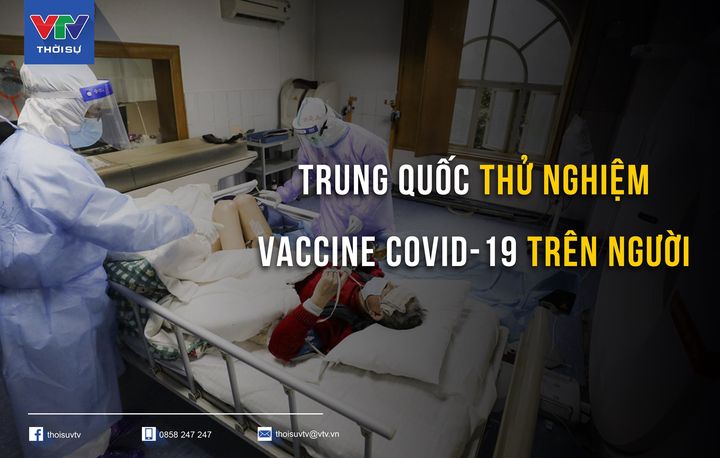 VTV
THỜI SỰ
TRUNG QUỐC THỬ NGHIỆM
VACCINE COVID-19 TRÊN NGƯỜI
thoisuvtv
0858 247 247
thoisuvtv@vtv.vn